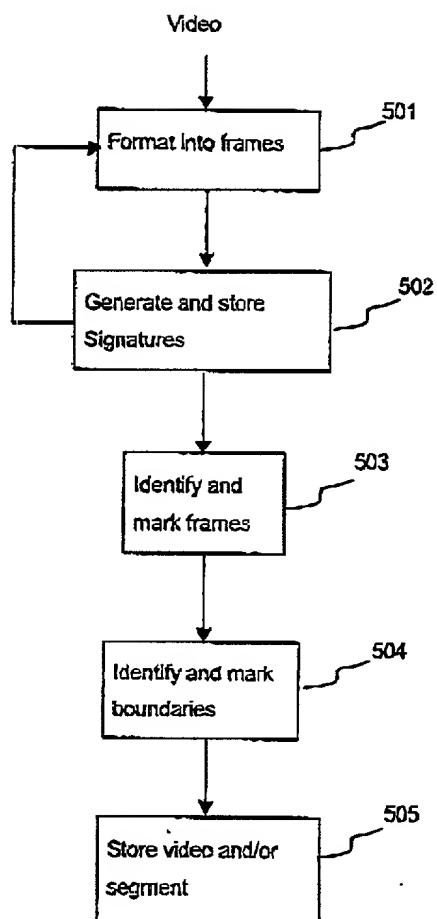 Video
501
Format into frames
502
Generate and store
Signatures
503
Identify and
mark frames
504
Identify and mark
boundaries
505
Store video and/or
segment